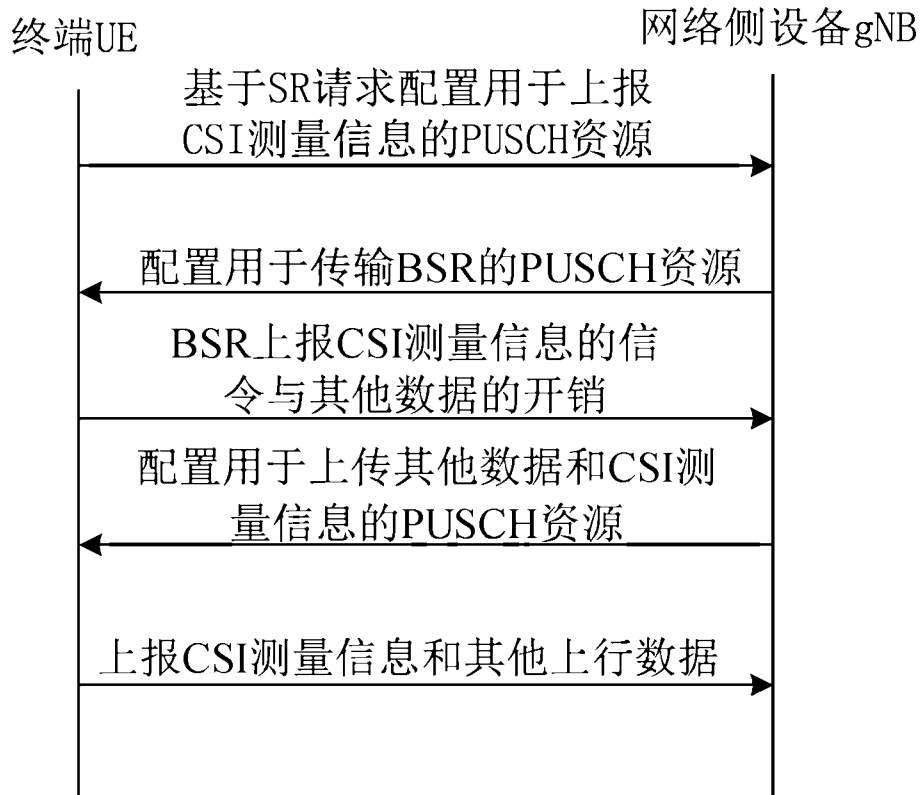 终端UE
网络侧设备gNB
基于SR请求配置用于上报
CSI测量信息的PUSCH资源
配置用于传输BSR的PUSCH资源
BSR上报CSI测量信息的信
令与其他数据的开销
配置用于上传其他数据和CSI测
量信息的PUSCH资源
上报CSI测量信息和其他上行数据